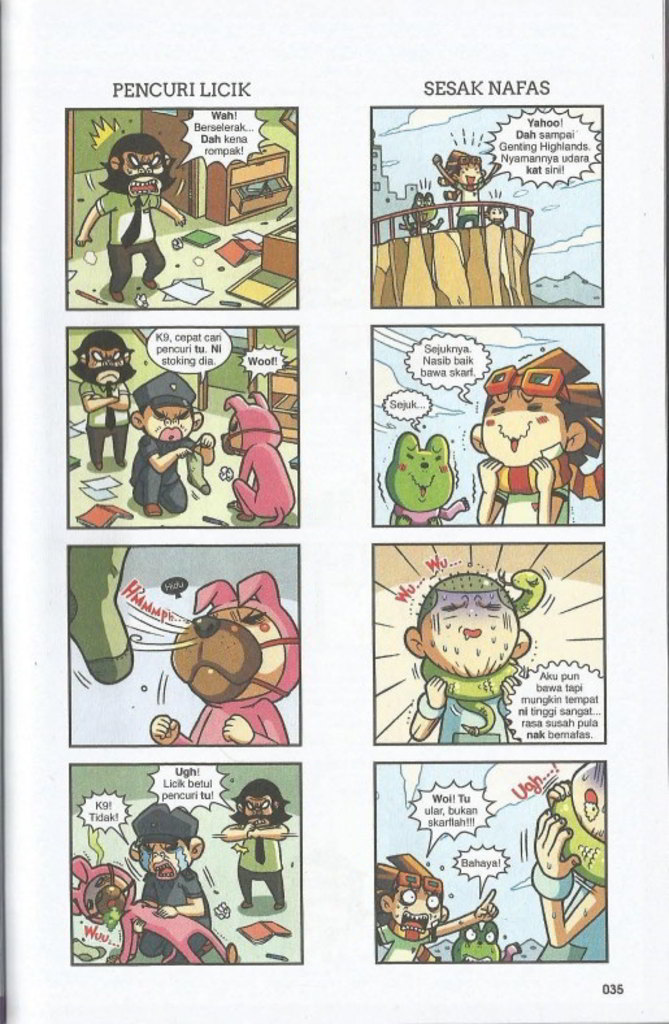 PENCURI LICIK
Wah!
Berselerak...
Dah kena
rompak!
K9, cepat cari
pencuri tu. Ni
stoking dia.
Woof!
Hidu
HMMMPH...
K9!
Tidak!
Ugh!
Licik betul
pencuri tu!
WUU...
SESAK NAFAS
Yahoo!
Dah sampai
Genting Highlands.
Nyamannya udara
kat sini!
Sejuknya.
Nasib baik
bawa skarf.
Sejuk...
WU... WU...
Aku pun
bawa tapi
mungkin tempat
ni tinggi sangat...
rasa susah pula
nak bernafas.
Woi! Tu
ular, bukan
skarflah!!!
Ugh...!
Bahaya!
035